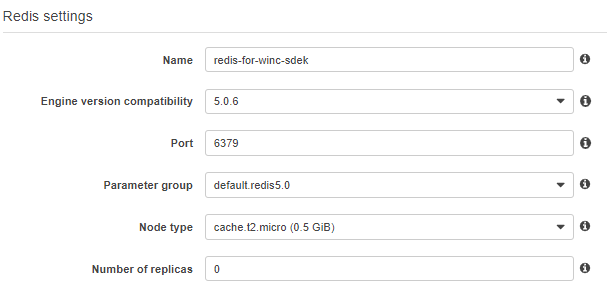 Redis settings
Name redis-for-winc-sdek
Engine version compatibility 5.0.6
Port 6379
Parameter group default.redis5.0
Node type cache.t2.micro (0.5 GiB)
Number of replicas 0